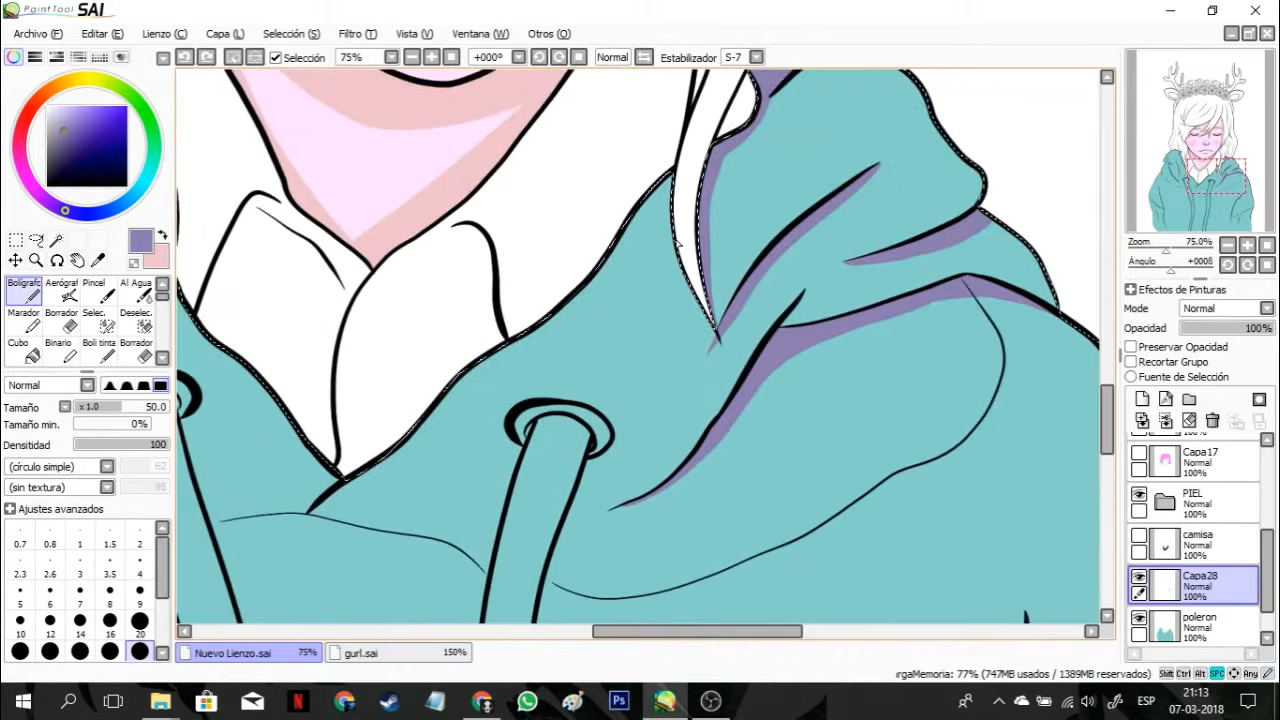 PaintTool SAI
Archivo (F) Editar (E) Lienzo (C) Capa (L) Selección (S) Filtro (T) Vista (V) Ventana (W) Otros (O)
Selección 75% +000° Normal Estabilizador S-7
Zoom 75.0%
Ángulo +000B
Efectos de Pinturas
Modo Normal
Opacidad 100%
Preservar Opacidad
Recortar Grupo
Fuente de Selección
Bolígrafo Aerógraf Pincel Al Agua
Marador Borrador Selec. Deselec.
Cubo Binario Boli tinta Borrador
Normal
Tamaño x 1.0 50.0
Tamaño min. 0%
Densidad 100
(círculo simple) 62
(sin textura) 95
Ajustes avanzados
0.7 0.8 1 1.5 2
2.3 2.6 3 3.5 4
5 6 7 8 9
10 12 14 16 20
Capa17
Normal
100%
PIEL
Normal
100%
camisa
Normal
100%
Capa28
Normal
100%
poleron
Normal
100%
Nuevo Lienzo.sai 75% gurl.sai 150%
rgaMemoria: 77% (747MB usados / 1389MB reservados) Shift Ctrl Alt SPC Any
N Ps ESP 21:13
07-03-2018